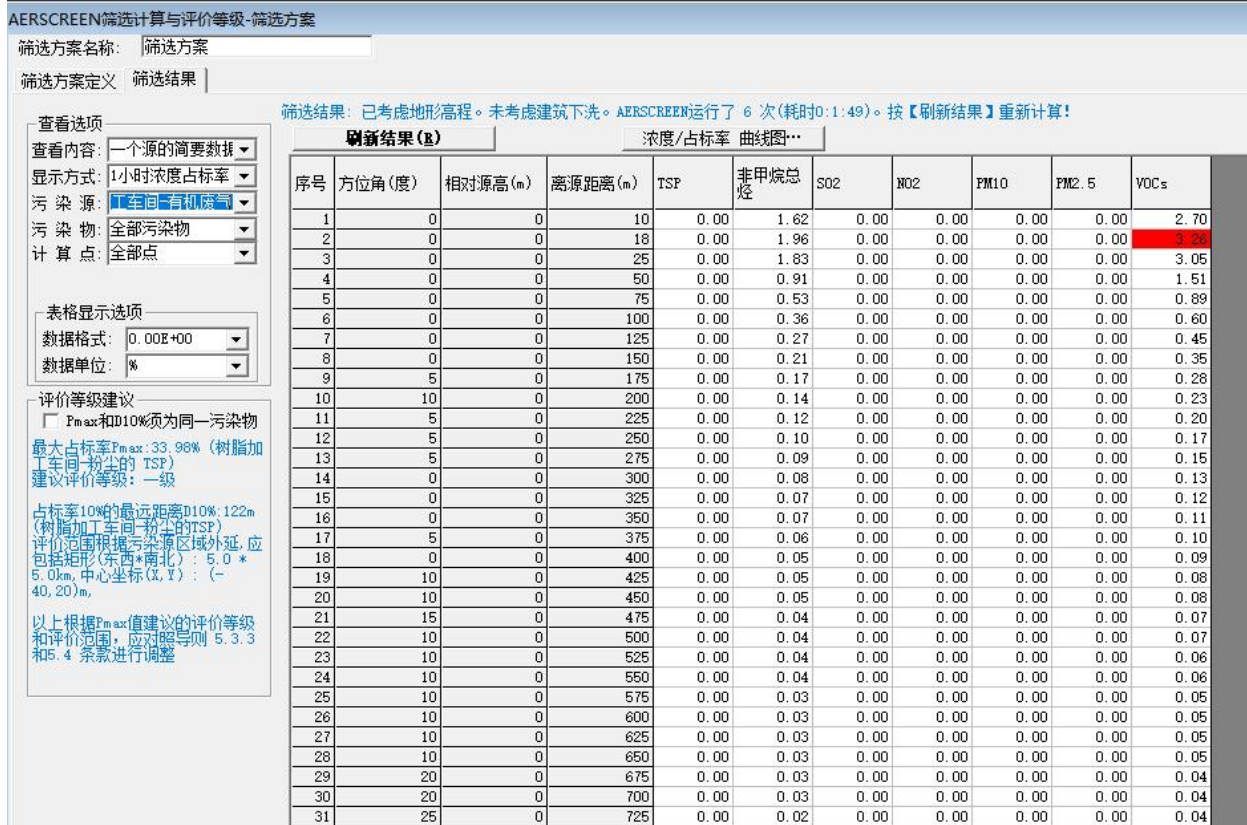 AERSCREEN筛选计算与评价等级-筛选方案
筛选方案名称: 筛选方案
筛选方案定义 筛选结果
筛选结果: 已考虑地形高程。未考虑建筑下洗。AERSCREEN运行了 6 次(耗时0:1:49)。按【刷新结果】重新计算!
查看选项
查看内容: 一个源的简要数据
显示方式: 1小时浓度占标率
污 染 源: 工车间-有机废气
污 染 物: 全部污染物
计 算 点: 全部点
表格显示选项
数据格式: 0.00E+00
数据单位: %
评价等级建议
Pmax和D10%须为同一污染物
最大占标率Pmax:33.98% (树脂加
工车间-粉尘的 TSP)
建议评价等级: 一级
占标率10%的最远距离D10%:122m
(树脂加工车间-粉尘的TSP)
评价范围根据污染源区域外延,应
包括矩形(东西*南北): 5.0 *
5.0km,中心坐标(X,Y): (-
40,20)m,
以上根据Pmax值建议的评价等级
和评价范围,应对照导则 5.3.3
和5.4 条款进行调整
刷新结果(R) 浓度/占标率 曲线图…
序号 方位角(度) 相对源高(m) 离源距离(m) TSP 非甲烷总烃 SO2 NO2 PM10 PM2.5 VOCs
1 0 0 10 0.00 1.62 0.00 0.00 0.00 0.00 2.70
2 0 0 18 0.00 1.96 0.00 0.00 0.00 0.00 3.26
3 0 0 25 0.00 1.83 0.00 0.00 0.00 0.00 3.05
4 0 0 50 0.00 0.91 0.00 0.00 0.00 0.00 1.51
5 0 0 75 0.00 0.53 0.00 0.00 0.00 0.00 0.89
6 0 0 100 0.00 0.36 0.00 0.00 0.00 0.00 0.60
7 0 0 125 0.00 0.27 0.00 0.00 0.00 0.00 0.45
8 0 0 150 0.00 0.21 0.00 0.00 0.00 0.00 0.35
9 5 0 175 0.00 0.17 0.00 0.00 0.00 0.00 0.28
10 10 0 200 0.00 0.14 0.00 0.00 0.00 0.00 0.23
11 5 0 225 0.00 0.12 0.00 0.00 0.00 0.00 0.20
12 5 0 250 0.00 0.10 0.00 0.00 0.00 0.00 0.17
13 5 0 275 0.00 0.09 0.00 0.00 0.00 0.00 0.15
14 0 0 300 0.00 0.08 0.00 0.00 0.00 0.00 0.13
15 0 0 325 0.00 0.07 0.00 0.00 0.00 0.00 0.12
16 0 0 350 0.00 0.07 0.00 0.00 0.00 0.00 0.11
17 5 0 375 0.00 0.06 0.00 0.00 0.00 0.00 0.10
18 0 0 400 0.00 0.05 0.00 0.00 0.00 0.00 0.09
19 10 0 425 0.00 0.05 0.00 0.00 0.00 0.00 0.08
20 10 0 450 0.00 0.05 0.00 0.00 0.00 0.00 0.08
21 15 0 475 0.00 0.04 0.00 0.00 0.00 0.00 0.07
22 10 0 500 0.00 0.04 0.00 0.00 0.00 0.00 0.07
23 10 0 525 0.00 0.04 0.00 0.00 0.00 0.00 0.06
24 10 0 550 0.00 0.04 0.00 0.00 0.00 0.00 0.06
25 10 0 575 0.00 0.03 0.00 0.00 0.00 0.00 0.05
26 10 0 600 0.00 0.03 0.00 0.00 0.00 0.00 0.05
27 10 0 625 0.00 0.03 0.00 0.00 0.00 0.00 0.05
28 10 0 650 0.00 0.03 0.00 0.00 0.00 0.00 0.05
29 20 0 675 0.00 0.03 0.00 0.00 0.00 0.00 0.04
30 20 0 700 0.00 0.03 0.00 0.00 0.00 0.00 0.04
31 25 0 725 0.00 0.02 0.00 0.00 0.00 0.00 0.04